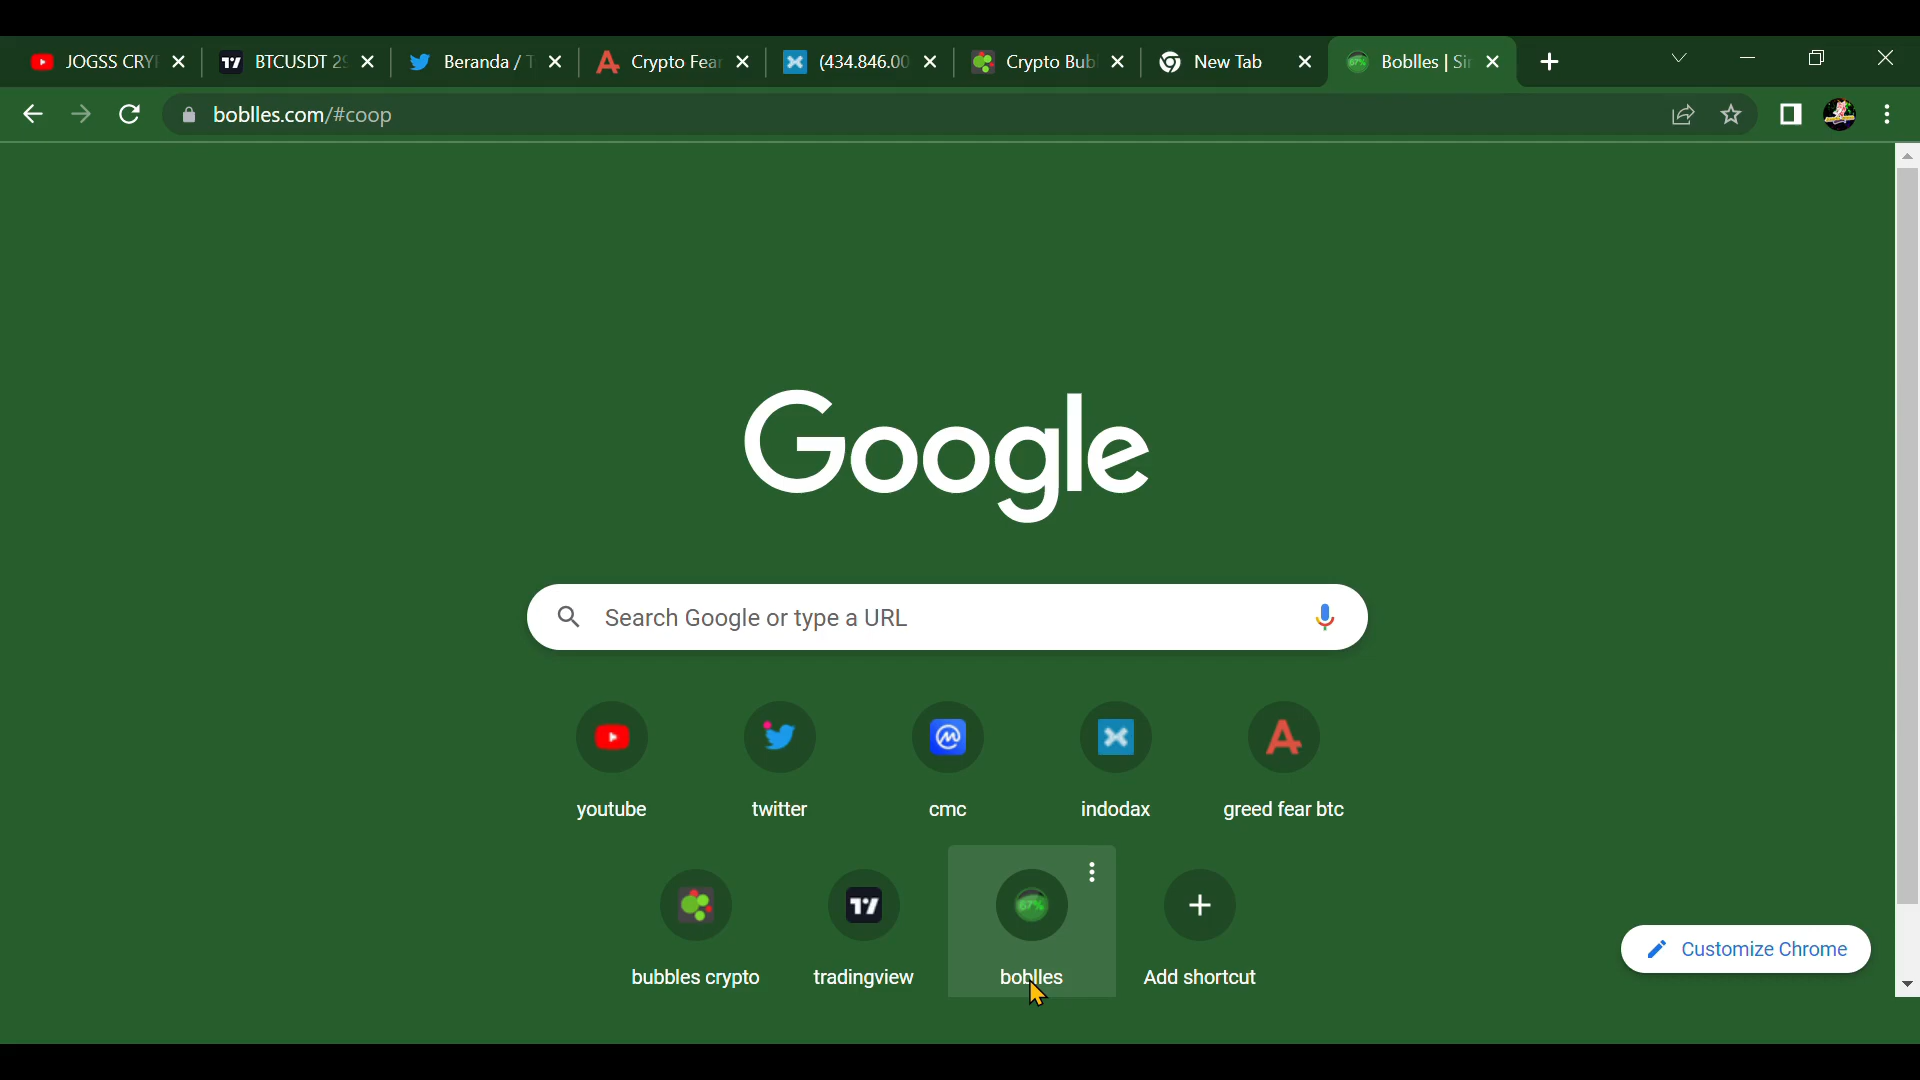 JOGSS CRY
BTCUSDT 2
Beranda / T
Crypto Fea
(434.846.00
Crypto Bub
New Tab
Boblles | Si
boblles.com/#coop
Google
Search Google or type a URL
youtube
twitter
cmc
indodax
greed fear btc
67%
bubbles crypto
tradingview
boblles
Add shortcut
Customize Chrome